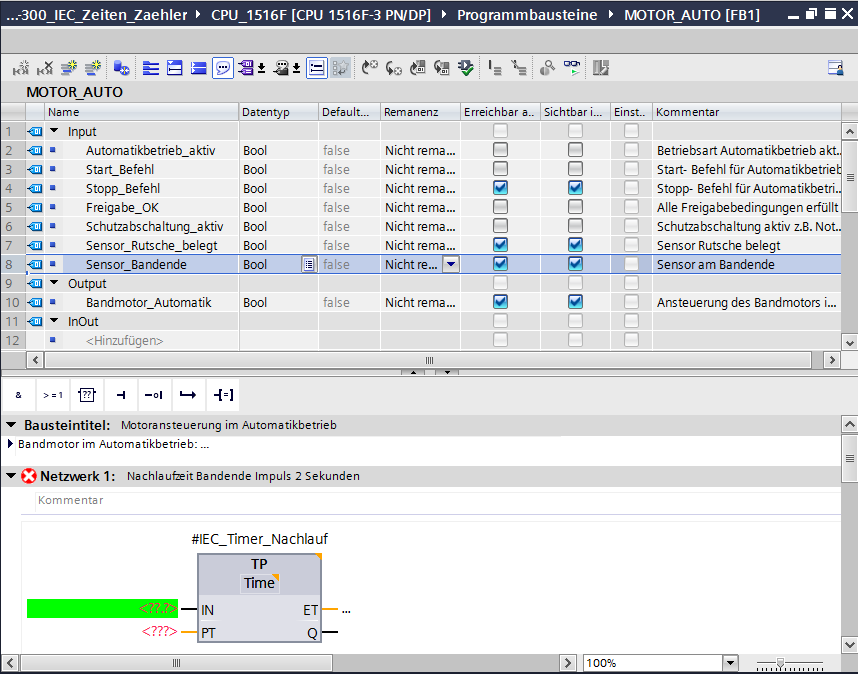 ...-300_IEC_Zeiten_Zaehler CPU_1516F [CPU 1516F-3 PN/DP] Programmbausteine MOTOR_AUTO [FB1]
MOTOR_AUTO
Name Datentyp Default... Remanenz Erreichbar a... Sichtbar i... Einst... Kommentar
1 Input
2 Automatikbetrieb_aktiv Bool false Nicht rema... Betriebsart Automatikbetrieb akt...
3 Start_Befehl Bool false Nicht rema... Start- Befehl für Automatikbetrieb
4 Stopp_Befehl Bool false Nicht rema... Stopp- Befehl für Automatikbetri...
5 Freigabe_OK Bool false Nicht rema... Alle Freigabebedingungen erfüllt
6 Schutzabschaltung_aktiv Bool false Nicht rema... Schutzabschaltung aktiv z.B. Not...
7 Sensor_Rutsche_belegt Bool false Nicht rema... Sensor Rutsche belegt
8 Sensor_Bandende Bool false Nicht re... Sensor am Bandende
9 Output
10 Bandmotor_Automatik Bool false Nicht rema... Ansteuerung des Bandmotors i...
11 InOut
12 <Hinzufügen>
& >=1 ?? -[=]
Bausteintitel: Motoransteuerung im Automatikbetrieb
Bandmotor im Automatikbetrieb: ...
Netzwerk 1: Nachlaufzeit Bandende Impuls 2 Sekunden
Kommentar
#IEC_Timer_Nachlauf
TP
Time
<??.?> IN ET ...
<???> PT Q
100%